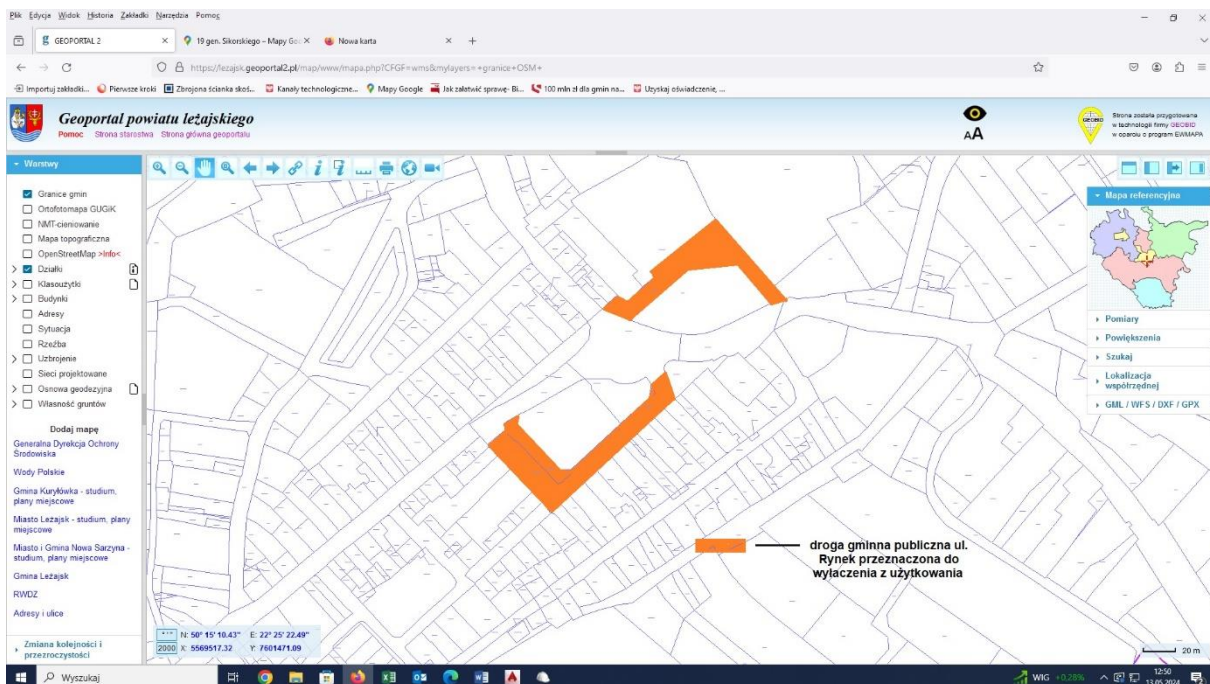 Plik Edycja Widok Historia Zakładki Narzędzia Pomoc
GEOPORTAL 2 × 19 gen. Sikorskiego – Mapy Go × Nowa karta × +
https://lezajsk.geoportal2.pl/map/www/mapa.php?CFGF=wms&mylayers=+granice+OSM+
Importuj zakładki... Pierwsze kroki Zbrojona ścianka skoś... Kanały technologiczne... Mapy Google Jak załatwić sprawę- Bi... 100 mln zł dla gmin na... Uzyskaj oświadczenie, ...
Geoportal powiatu leżajskiego
Pomoc Strona starostwa Strona główna geoportalu
AA
GEOBID
Strona została przygotowana
w technologii firmy GEOBID
w oparciu o program EWMAPA
Warstwy
Granice gmin
Ortofotomapa GUGiK
NMT-cieniowanie
Mapa topograficzna
OpenStreetMap >Info<
Działki
Klasoużytki
Budynki
Adresy
Sytuacja
Rzeźba
Uzbrojenie
Sieci projektowane
Osnowa geodezyjna
Własność gruntów
Dodaj mapę
Generalna Dyrekcja Ochrony
Środowiska
Wody Polskie
Gmina Kuryłówka - studium,
plany miejscowe
Miasto Leżajsk - studium, plany
miejscowe
Miasto i Gmina Nowa Sarzyna -
studium, plany miejscowe
Gmina Leżajsk
RWDZ
Adresy i ulice
Zmiana kolejności i
przezroczystości
Mapa referencyjna
Pomiary
Powiększenia
Szukaj
Lokalizacja
współrzędnej
GML / WFS / DXF / GPX
droga gminna publiczna ul.
Rynek przeznaczona do
wyłaczenia z użytkowania
° ' " N: 50° 15' 10.43" E: 22° 25' 22.49"
2000 X: 5569517.32 Y: 7601471.09
20 m
Wyszukaj
WIG +0,28%
12:50
13.05.2024